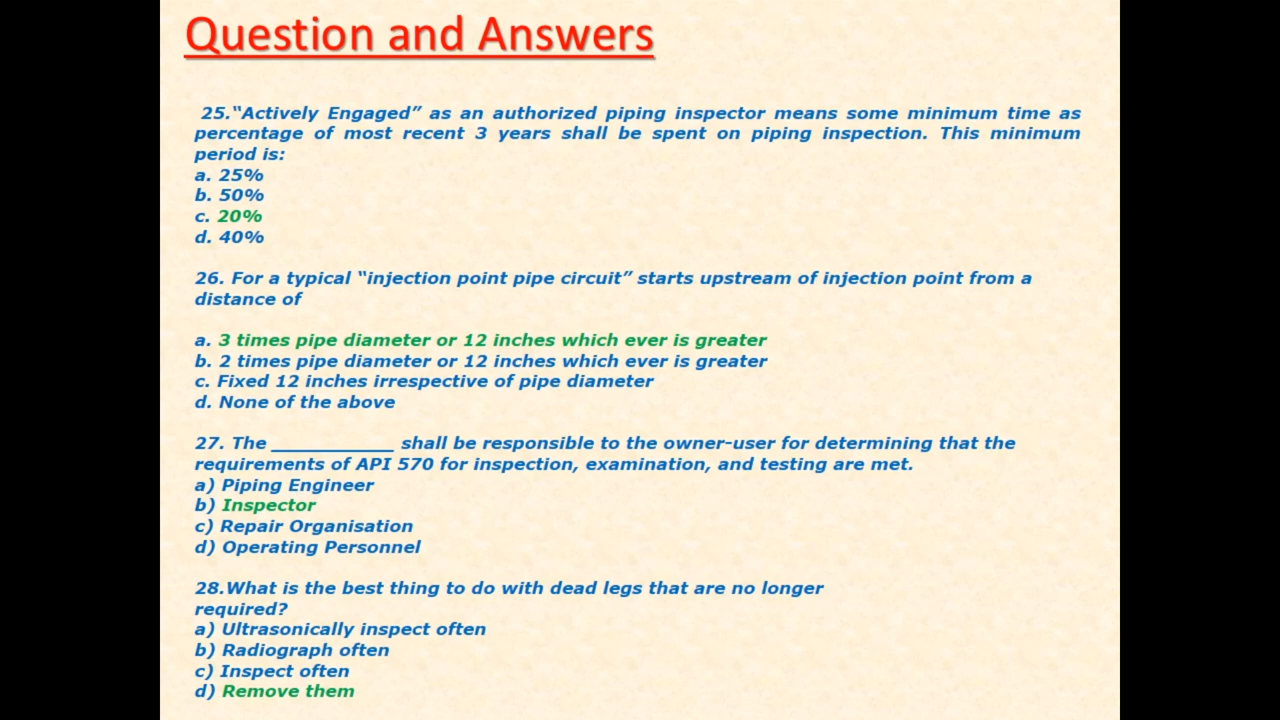 Question and Answers
25."Actively Engaged" as an authorized piping inspector means some minimum time as
percentage of most recent 3 years shall be spent on piping inspection. This minimum
period is:
a. 25%
b. 50%
c. 20%
d. 40%
26. For a typical "injection point pipe circuit" starts upstream of injection point from a
distance of
a. 3 times pipe diameter or 12 inches which ever is greater
b. 2 times pipe diameter or 12 inches which ever is greater
c. Fixed 12 inches irrespective of pipe diameter
d. None of the above
27. The ____________ shall be responsible to the owner-user for determining that the
requirements of API 570 for inspection, examination, and testing are met.
a) Piping Engineer
b) Inspector
c) Repair Organisation
d) Operating Personnel
28.What is the best thing to do with dead legs that are no longer
required?
a) Ultrasonically inspect often
b) Radiograph often
c) Inspect often
d) Remove them